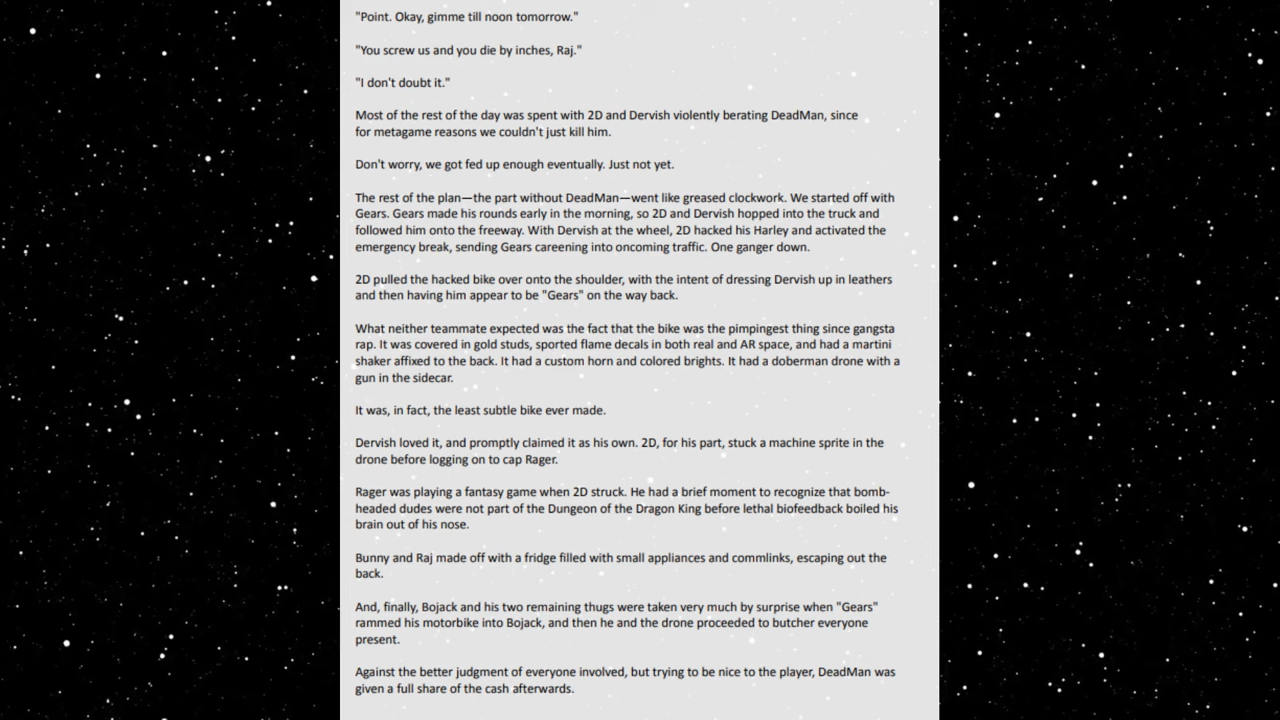 "Point. Okay, gimme till noon tomorrow."
"You screw us and you die by inches, Raj."
"I don't doubt it."
Most of the rest of the day was spent with 2D and Dervish violently berating DeadMan, since
for metagame reasons we couldn't just kill him.
Don't worry, we got fed up enough eventually. Just not yet.
The rest of the plan—the part without DeadMan—went like greased clockwork. We started off with
Gears. Gears made his rounds early in the morning, so 2D and Dervish hopped into the truck and
followed him onto the freeway. With Dervish at the wheel, 2D hacked his Harley and activated the
emergency break, sending Gears careening into oncoming traffic. One ganger down.
2D pulled the hacked bike over onto the shoulder, with the intent of dressing Dervish up in leathers
and then having him appear to be "Gears" on the way back.
What neither teammate expected was the fact that the bike was the pimpingest thing since gangsta
rap. It was covered in gold studs, sported flame decals in both real and AR space, and had a martini
shaker affixed to the back. It had a custom horn and colored brights. It had a doberman drone with a
gun in the sidecar.
It was, in fact, the least subtle bike ever made.
Dervish loved it, and promptly claimed it as his own. 2D, for his part, stuck a machine sprite in the
drone before logging on to cap Rager.
Rager was playing a fantasy game when 2D struck. He had a brief moment to recognize that bomb-
headed dudes were not part of the Dungeon of the Dragon King before lethal biofeedback boiled his
brain out of his nose.
Bunny and Raj made off with a fridge filled with small appliances and commlinks, escaping out the
back.
And, finally, Bojack and his two remaining thugs were taken very much by surprise when "Gears"
rammed his motorbike into Bojack, and then he and the drone proceeded to butcher everyone
present.
Against the better judgment of everyone involved, but trying to be nice to the player, DeadMan was
given a full share of the cash afterwards.